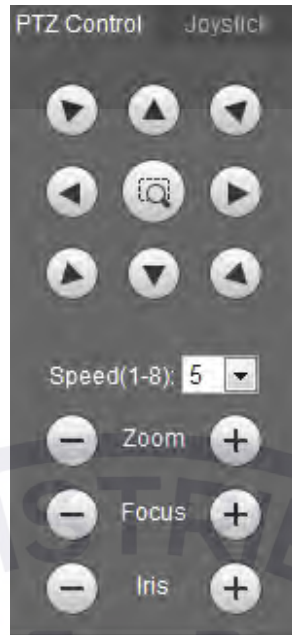 PTZ Control Joystick
Speed(1-8): 5
− Zoom +
− Focus +
− Iris +